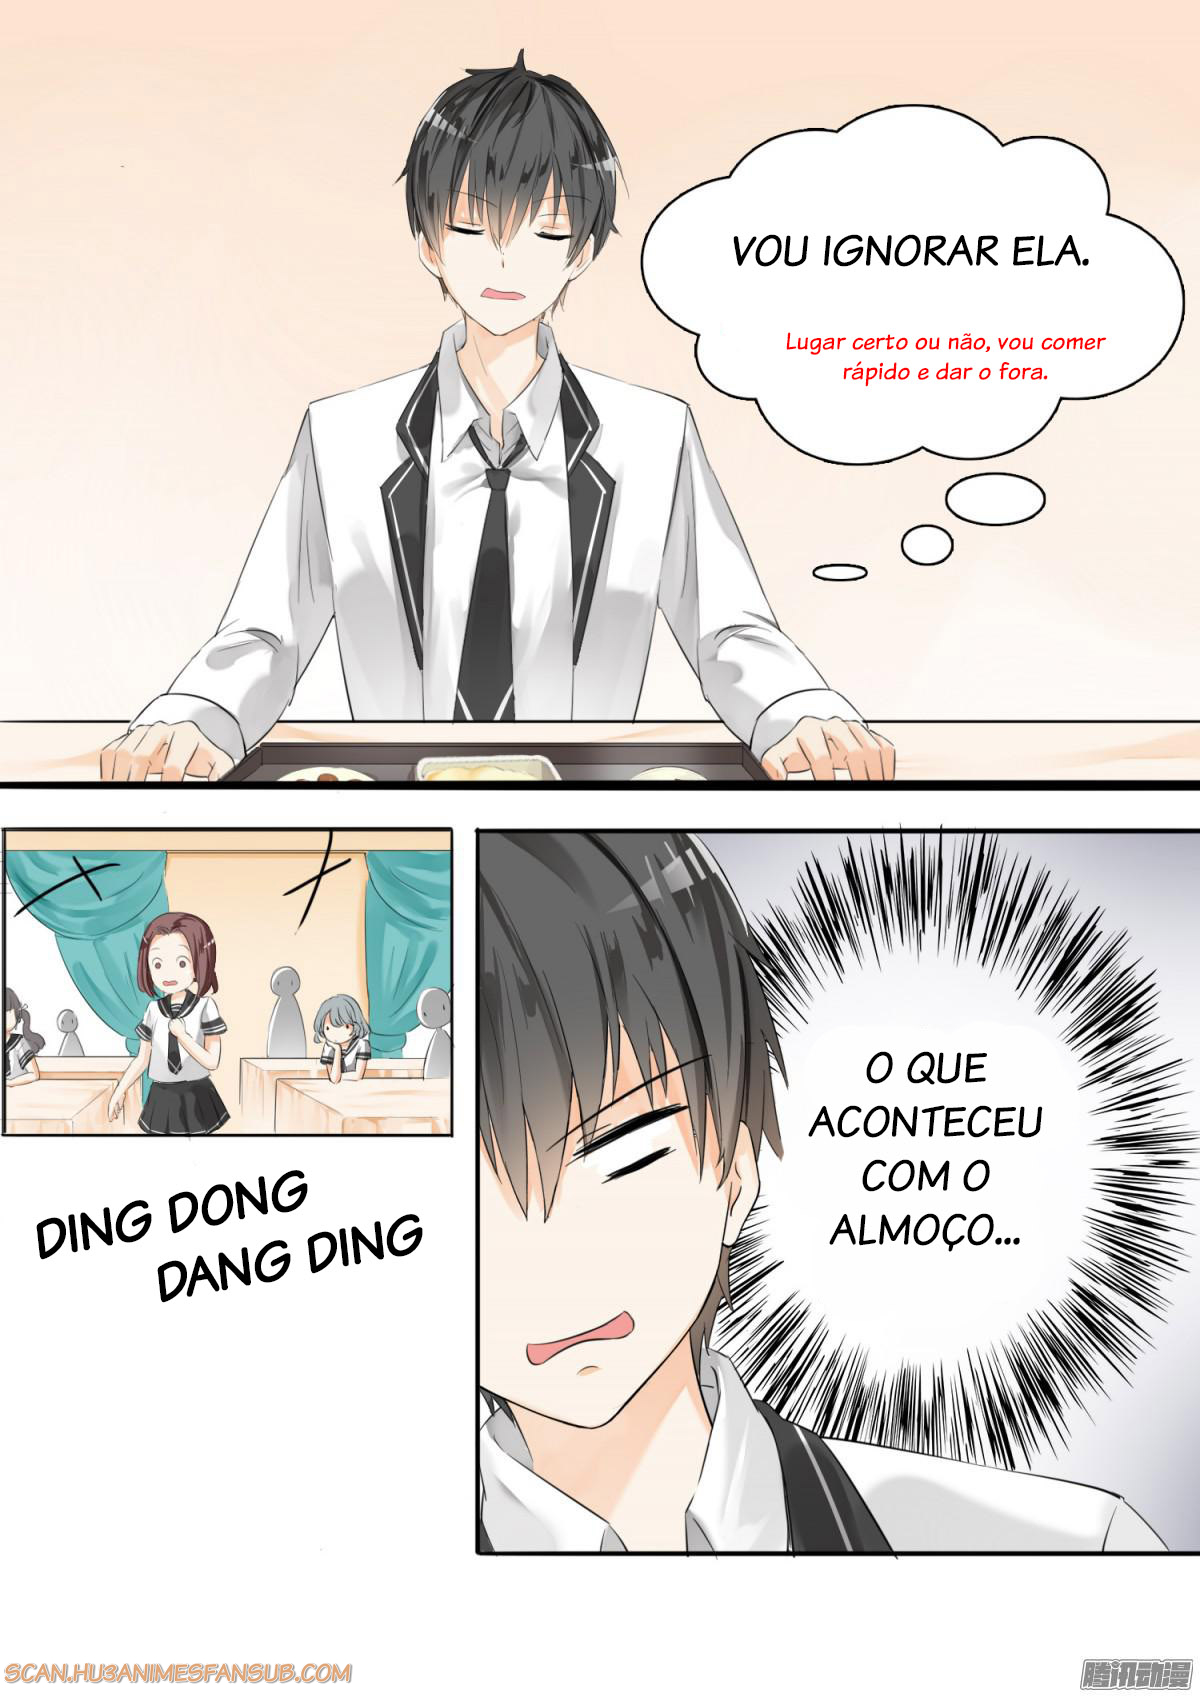 VOU IGNORAR ELA.
Lugar certo ou não, vou comer
rápido e dar o fora.
DING DONG
DANG DING
O QUE
ACONTECEU
COM O
ALMOÇO...
SCAN.HU3ANIMESFANSUB.COM
腾讯动漫